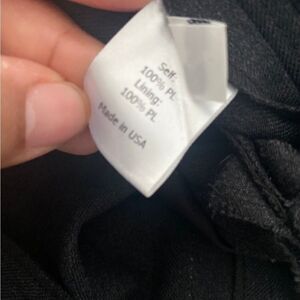 Self:
100% PL
Lining:
100% PL
Made in USA